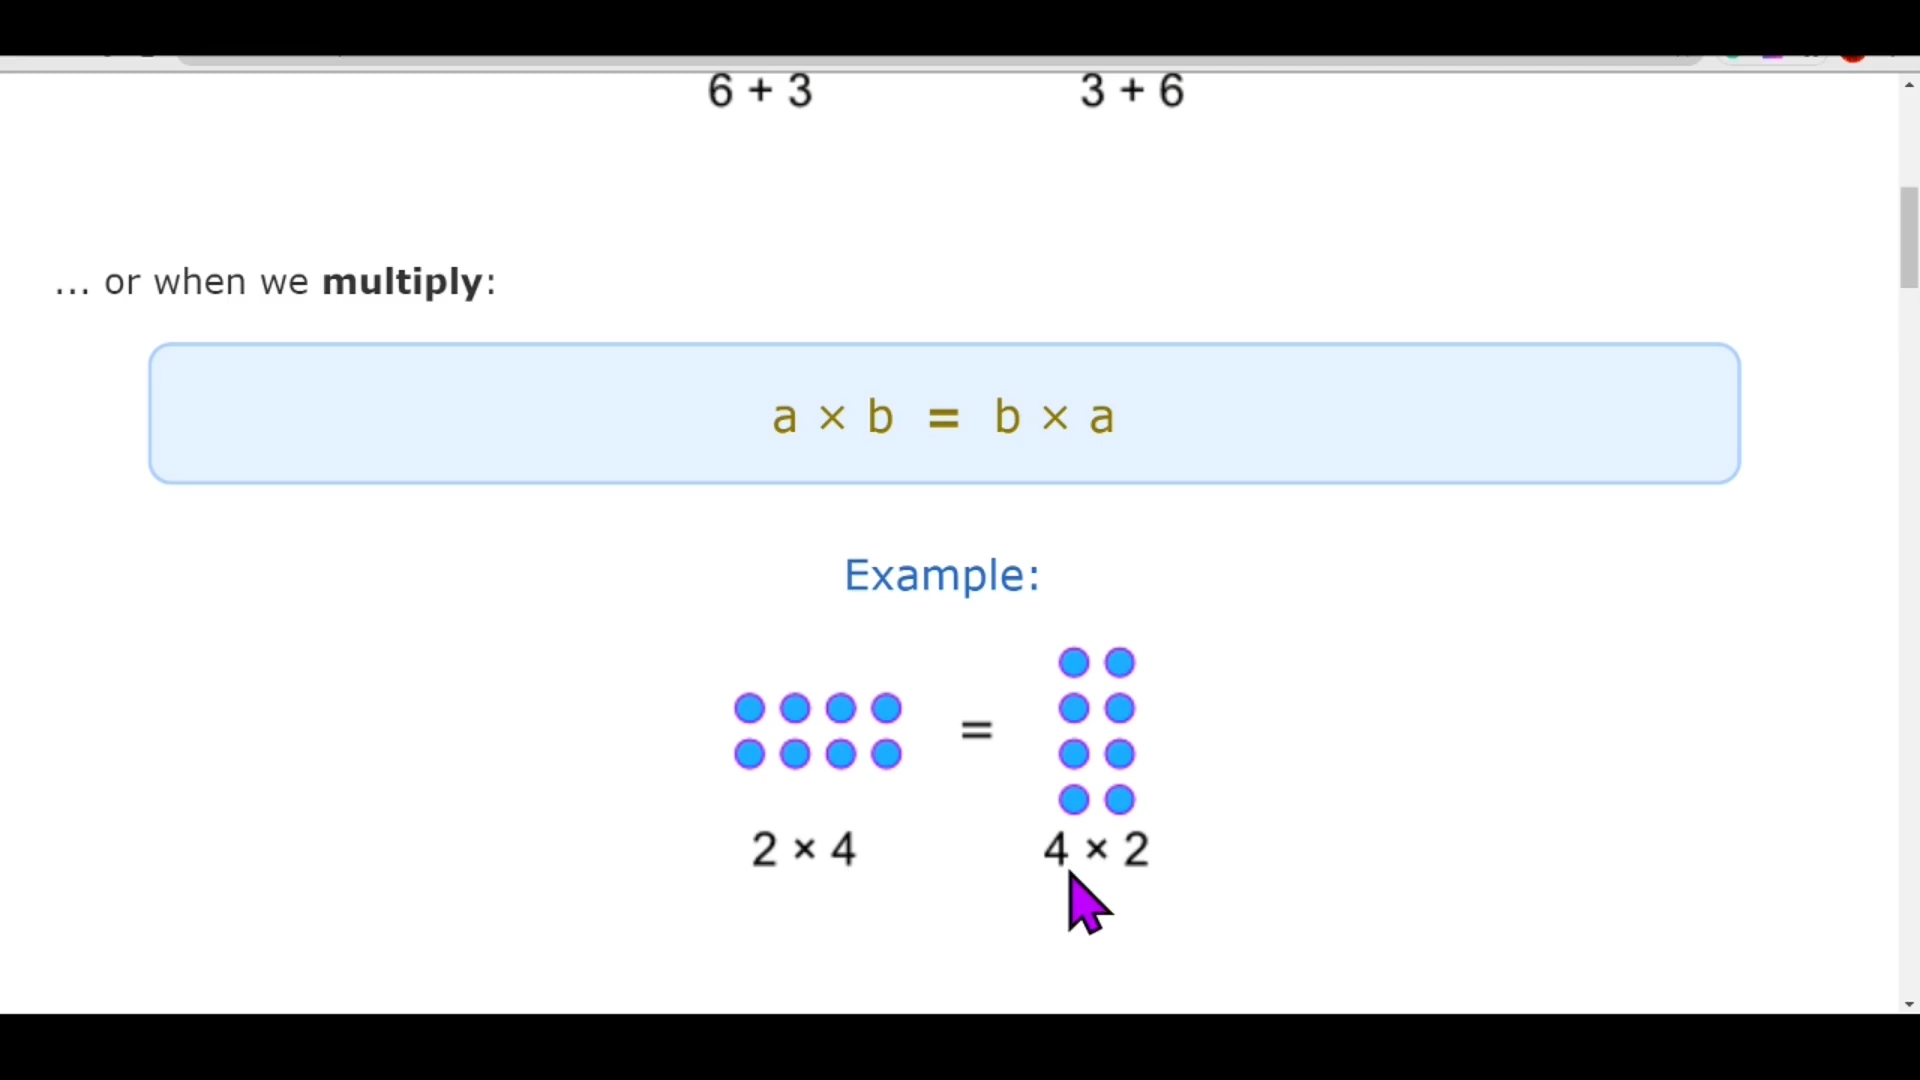 6 + 3 3 + 6
... or when we multiply:
a × b = b × a
Example:
=
2 × 4 4 × 2